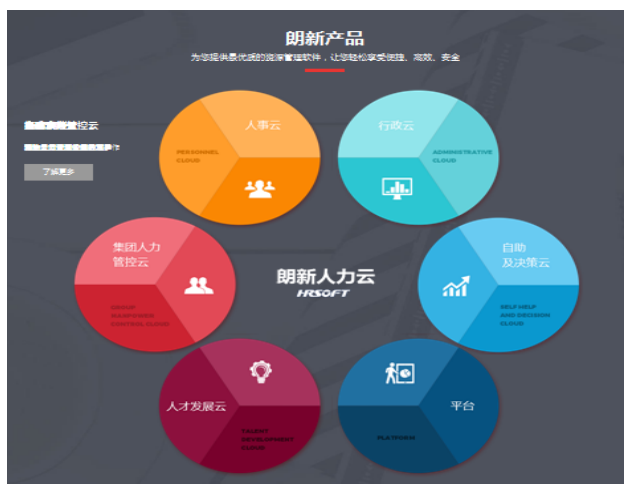 朗新产品
为您提供最优质的资源管理软件，让您轻松享受便捷、高效、安全
控云
作
了解更多
人事云
PERSONNEL
CLOUD
行政云
ADMINISTRATIVE
CLOUD
集团人力
管控云
GROUP
MANPOWER
CONTROL CLOUD
朗新人力云
HRSOFT
自助
及决策云
SELF HELP
AND DECISION
CLOUD
人才发展云
TALENT
DEVELOPMENT
CLOUD
平台
PLATFORM